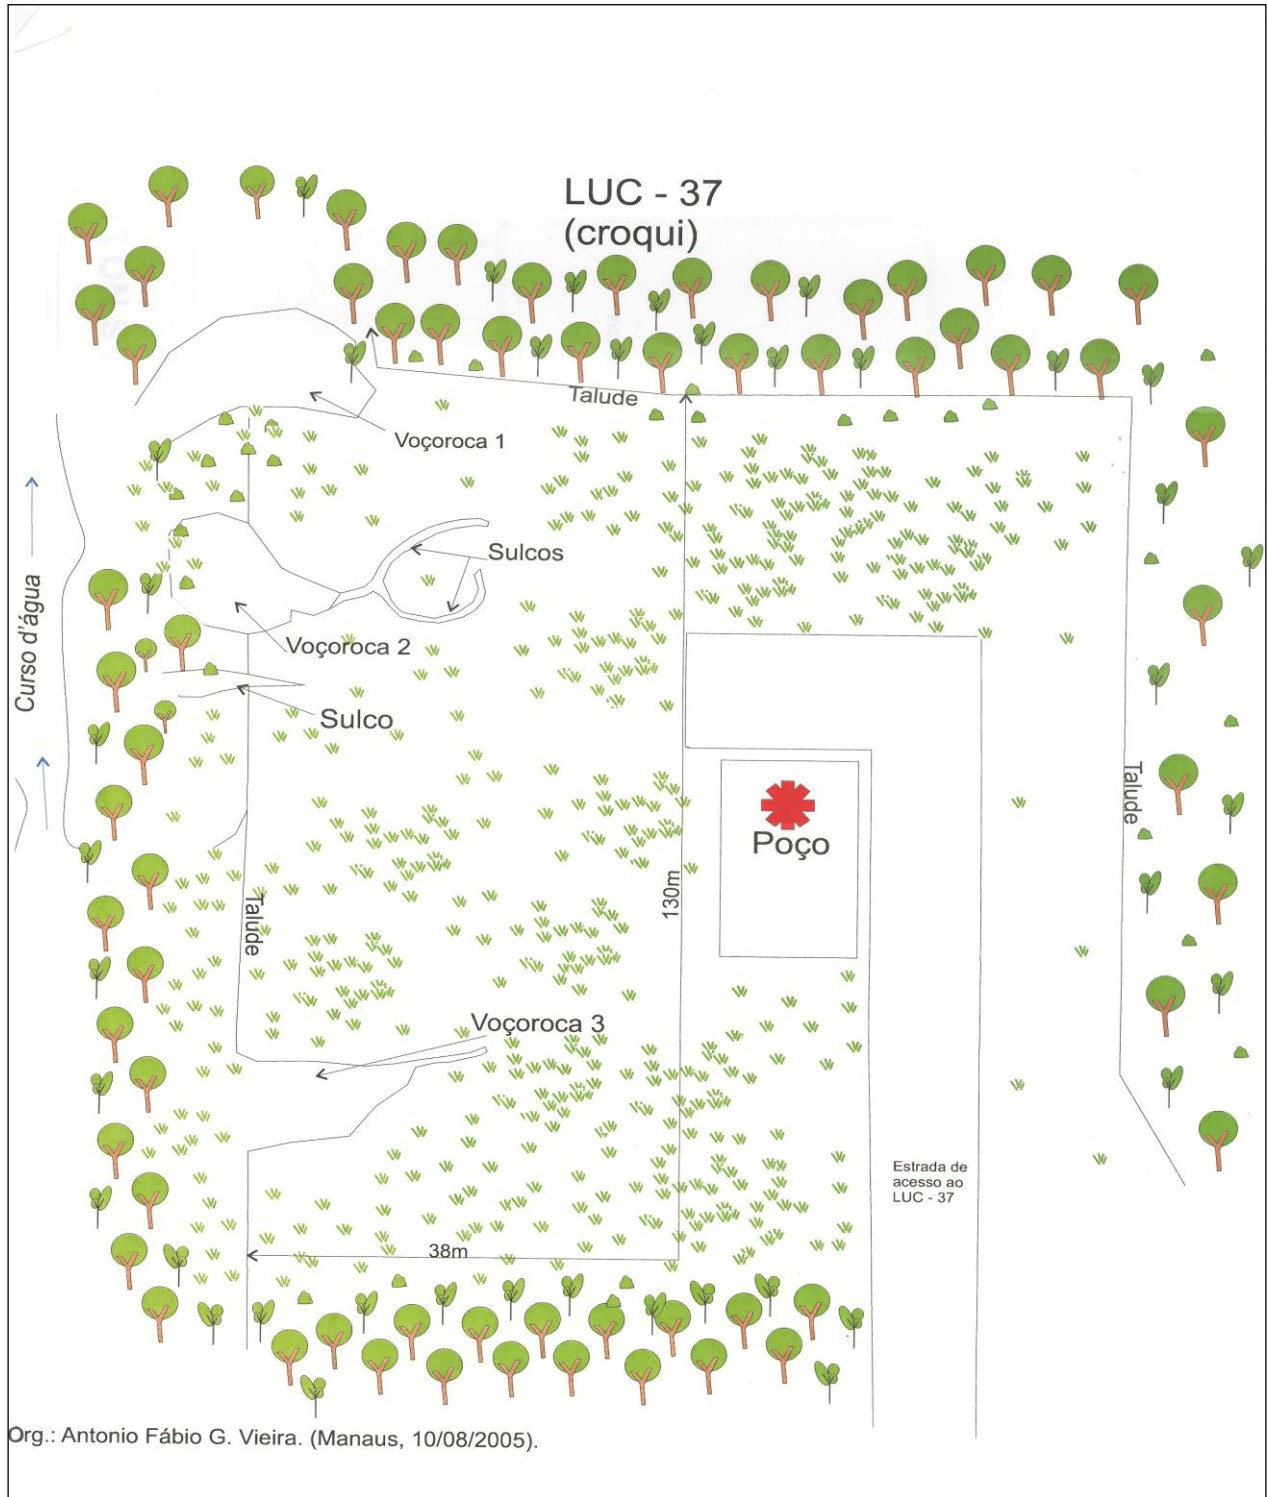 LUC - 37
(croqui)
Talude
Voçoroca 1
Sulcos
Curso d'água
Voçoroca 2
Sulco
Talude
Poço
130m
Talude
Voçoroca 3
Estrada de
acesso ao
LUC - 37
38m
Org.: Antonio Fábio G. Vieira. (Manaus, 10/08/2005).